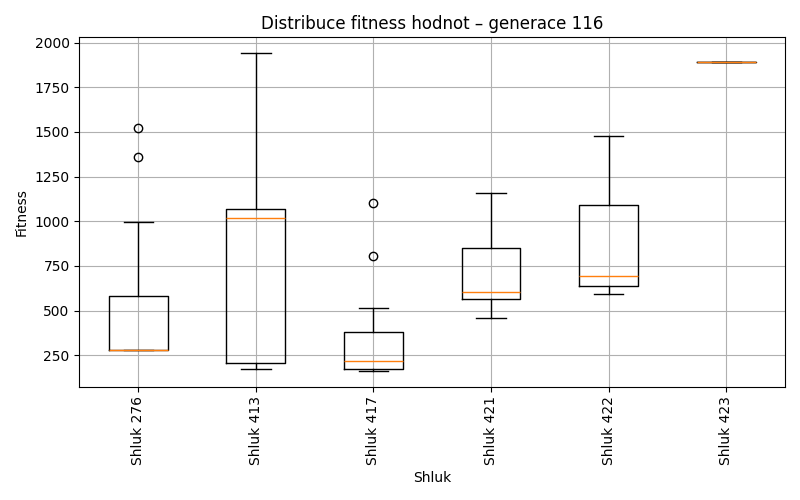 Distribuce fitness hodnot – generace 116
Fitness
2000
1750
1500
1250
1000
750
500
250
Shluk 276
Shluk 413
Shluk 417
Shluk 421
Shluk 422
Shluk 423
Shluk